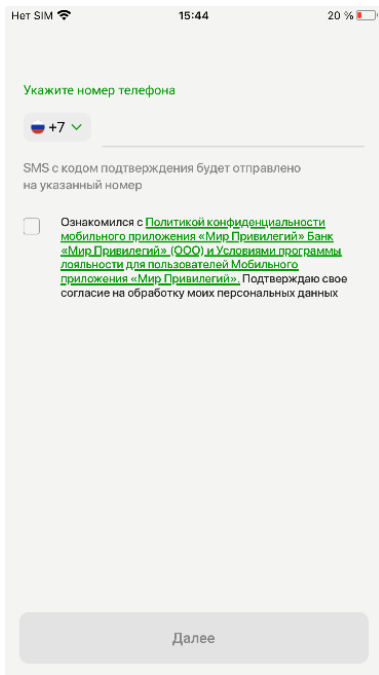 Нет SIM 15:44 20 %
Укажите номер телефона
+7
SMS с кодом подтверждения будет отправлено
на указанный номер
Ознакомился с Политикой конфиденциальности
мобильного приложения «Мир Привилегий» Банк
«Мир Привилегий» (ООО) и Условиями программы
лояльности для пользователей Мобильного
приложения «Мир Привилегий». Подтверждаю свое
согласие на обработку моих персональных данных
Далее